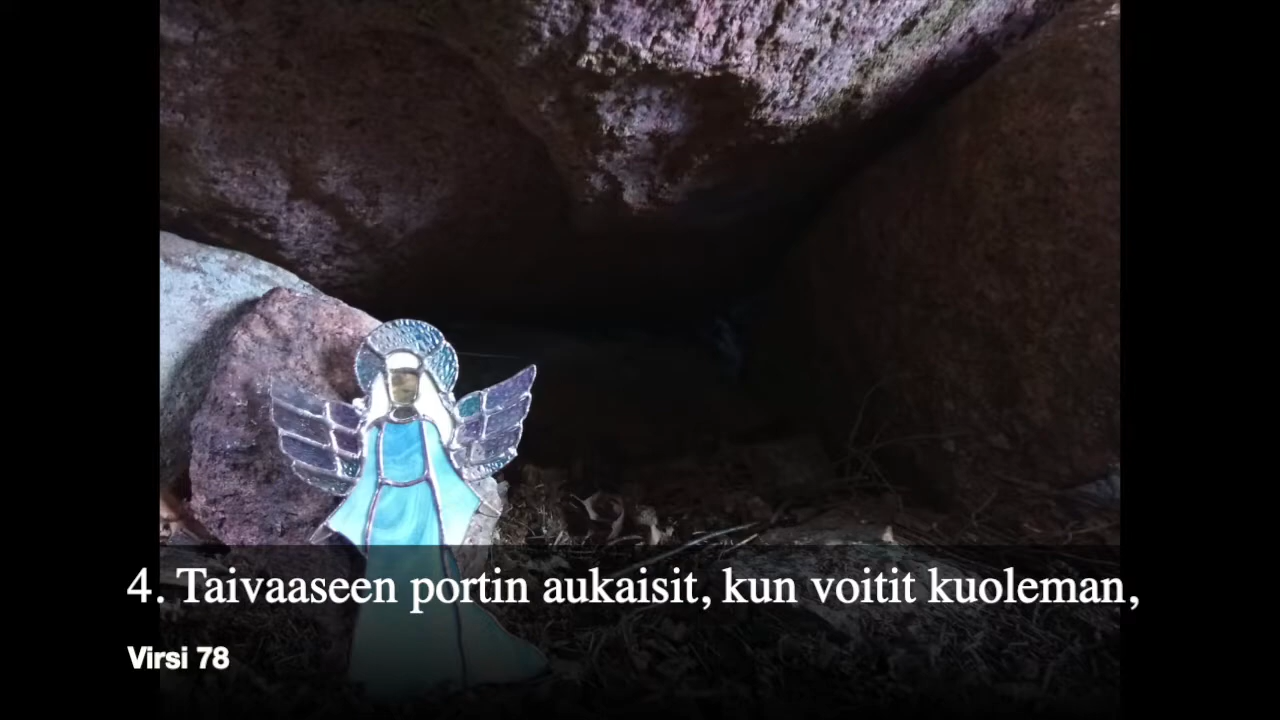 4. Taivaaseen portin aukaisit, kun voitit kuoleman,
Virsi 78